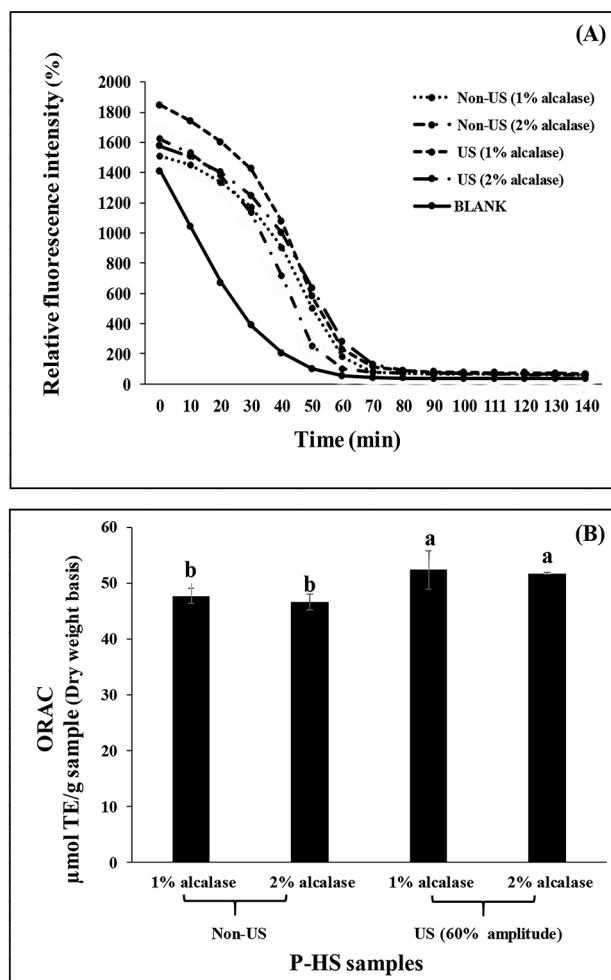 (A)
Relative fluorescence intensity (%)
2000
1800
1600
1400
1200
1000
800
600
400
200
0
Non-US (1% alcalase)
Non-US (2% alcalase)
US (1% alcalase)
US (2% alcalase)
BLANK
0 10 20 30 40 50 60 70 80 90 100 111 120 130 140
Time (min)
(B)
ORAC
µmol TE/g sample (Dry weight basis)
60
50
40
30
20
10
0
b b a a
1% alcalase 2% alcalase 1% alcalase 2% alcalase
Non-US US (60% amplitude)
P-HS samples